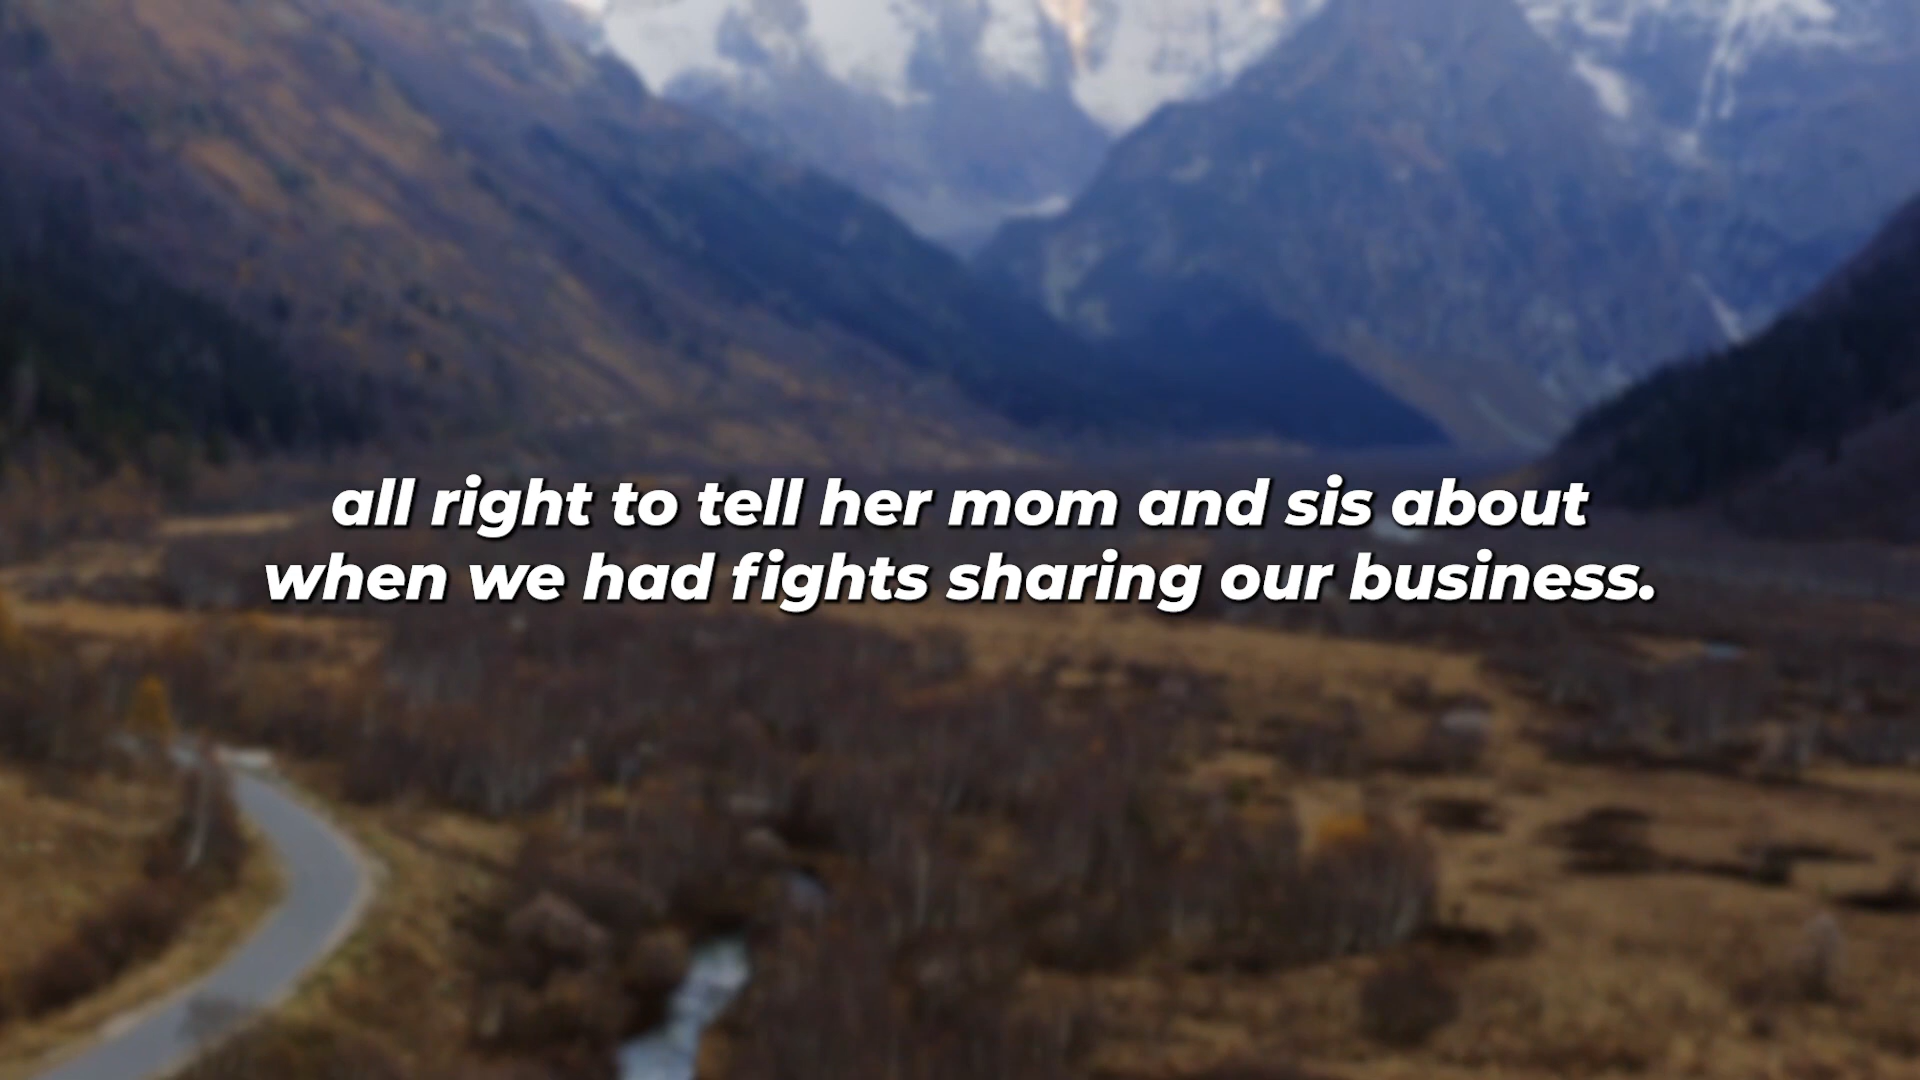 all right to tell her mom and sis about
when we had fights sharing our business.